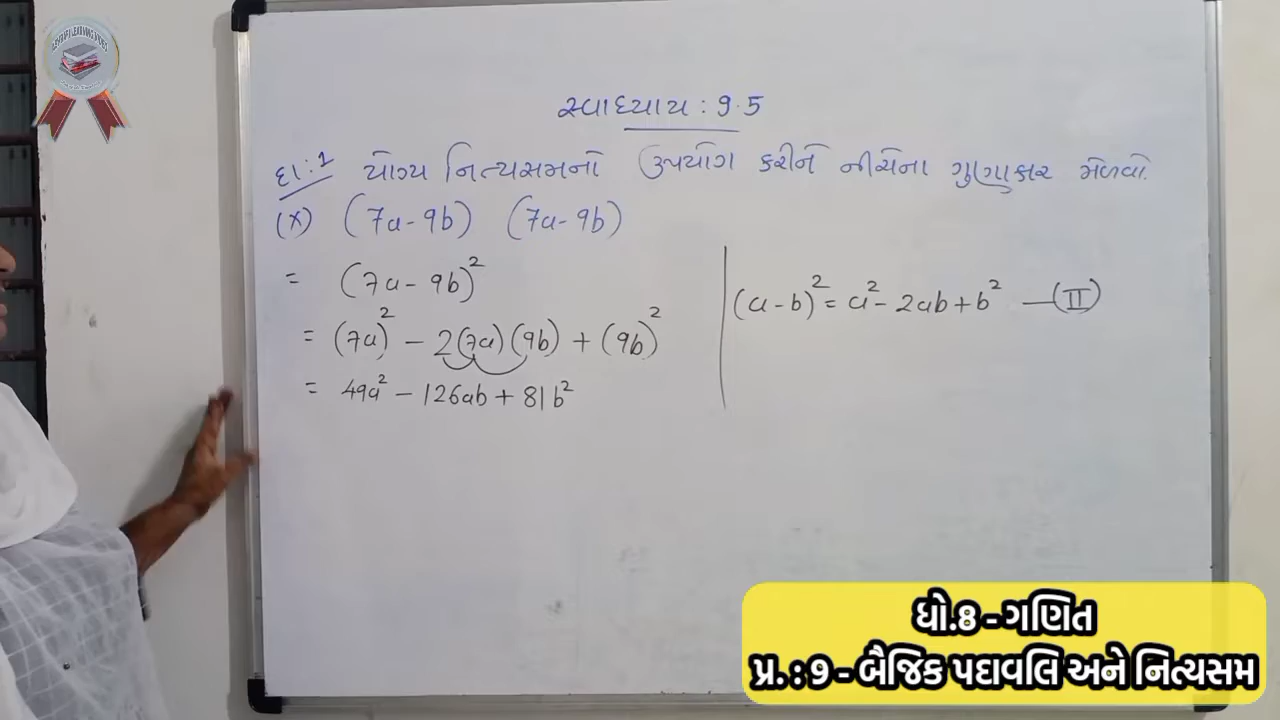 સ્વાધ્યાય : 9.5
દા : 1 યોગ્ય નિત્યસમનો ઉપયોગ કરીને નીચેના ગુણાકાર મેળવો.
(x) (7a - 9b) (7a - 9b)
= (7a - 9b)²
= (7a)² - 2(7a)(9b) + (9b)²
= 49a² - 126ab + 81b²
(a - b)² = a² - 2ab + b² —(II)
ધો.8 - ગણિત
પ્ર. : 9 - બૈજિક પદાવલિ અને નિત્યસમ